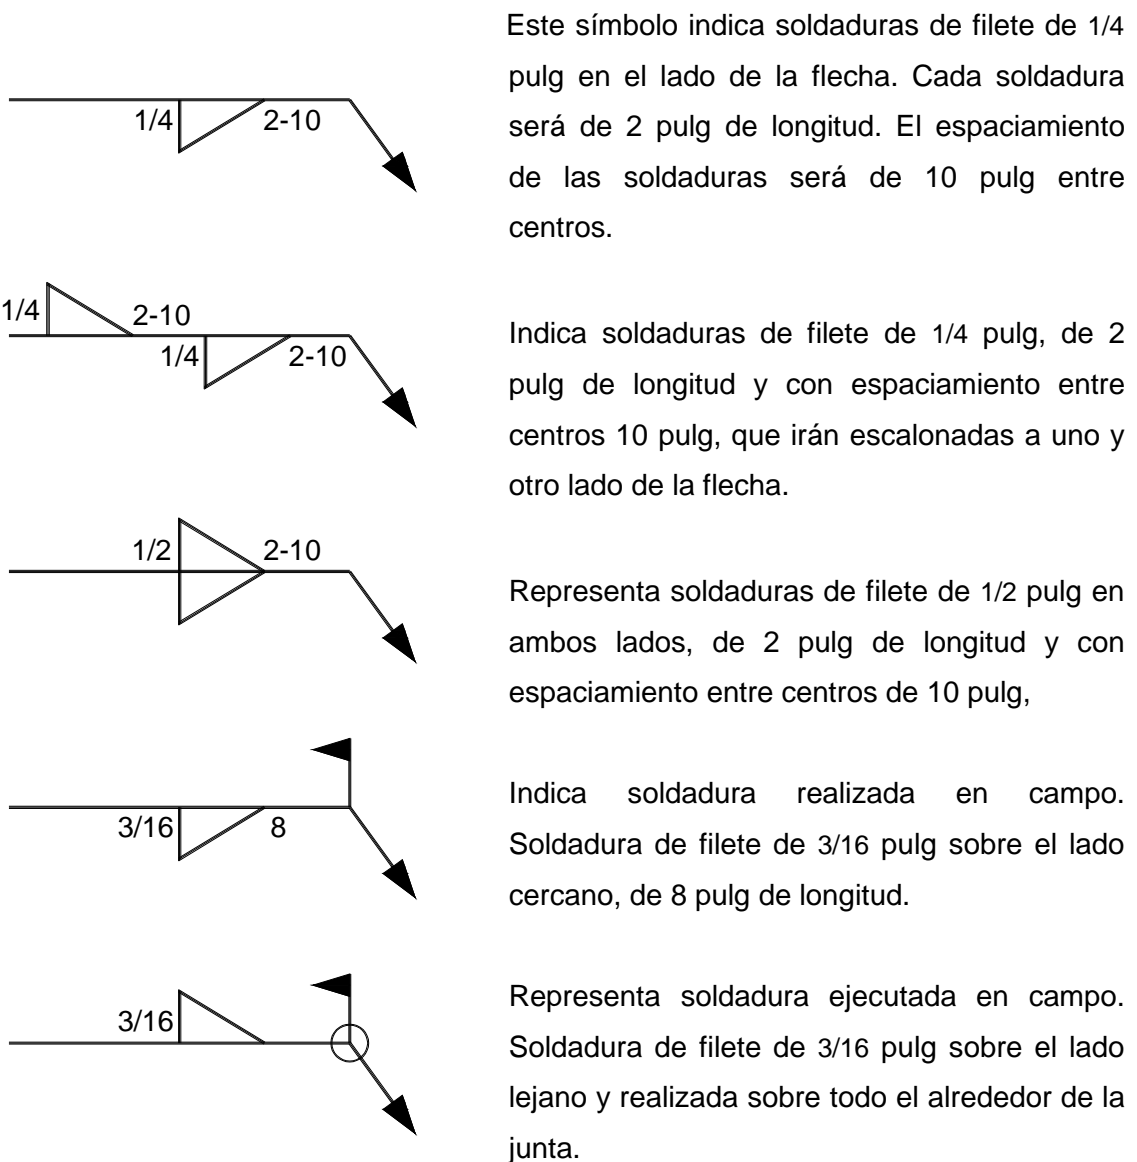 Este símbolo indica soldaduras de filete de 1/4
pulg en el lado de la flecha. Cada soldadura
será de 2 pulg de longitud. El espaciamiento
de las soldaduras será de 10 pulg entre
centros.
1/4 2-10
1/4 2-10
1/4 2-10
Indica soldaduras de filete de 1/4 pulg, de 2
pulg de longitud y con espaciamiento entre
centros 10 pulg, que irán escalonadas a uno y
otro lado de la flecha.
1/2 2-10
Representa soldaduras de filete de 1/2 pulg en
ambos lados, de 2 pulg de longitud y con
espaciamiento entre centros de 10 pulg,
3/16 8
Indica soldadura realizada en campo.
Soldadura de filete de 3/16 pulg sobre el lado
cercano, de 8 pulg de longitud.
3/16
Representa soldadura ejecutada en campo.
Soldadura de filete de 3/16 pulg sobre el lado
lejano y realizada sobre todo el alrededor de la
junta.